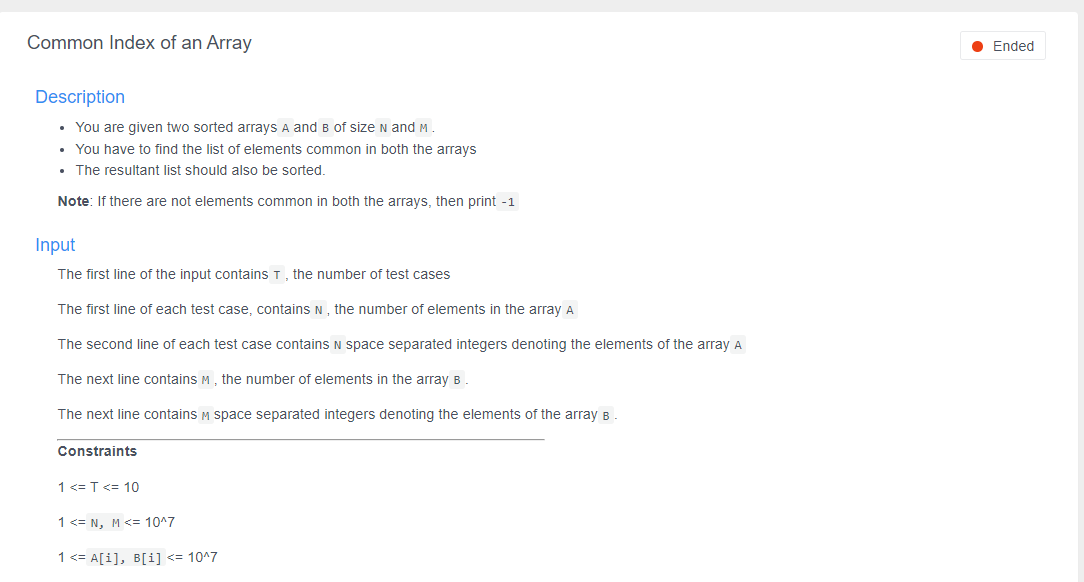 Common Index of an Array
Ended
Description
You are given two sorted arrays A and B of size N and M .
You have to find the list of elements common in both the arrays
The resultant list should also be sorted.
Note: If there are not elements common in both the arrays, then print -1
Input
The first line of the input contains T , the number of test cases
The first line of each test case, contains N , the number of elements in the array A
The second line of each test case contains N space separated integers denoting the elements of the array A
The next line contains M , the number of elements in the array B .
The next line contains M space separated integers denoting the elements of the array B .
Constraints
1 <= T <= 10
1 <= N, M <= 10^7
1 <= A[i], B[i] <= 10^7